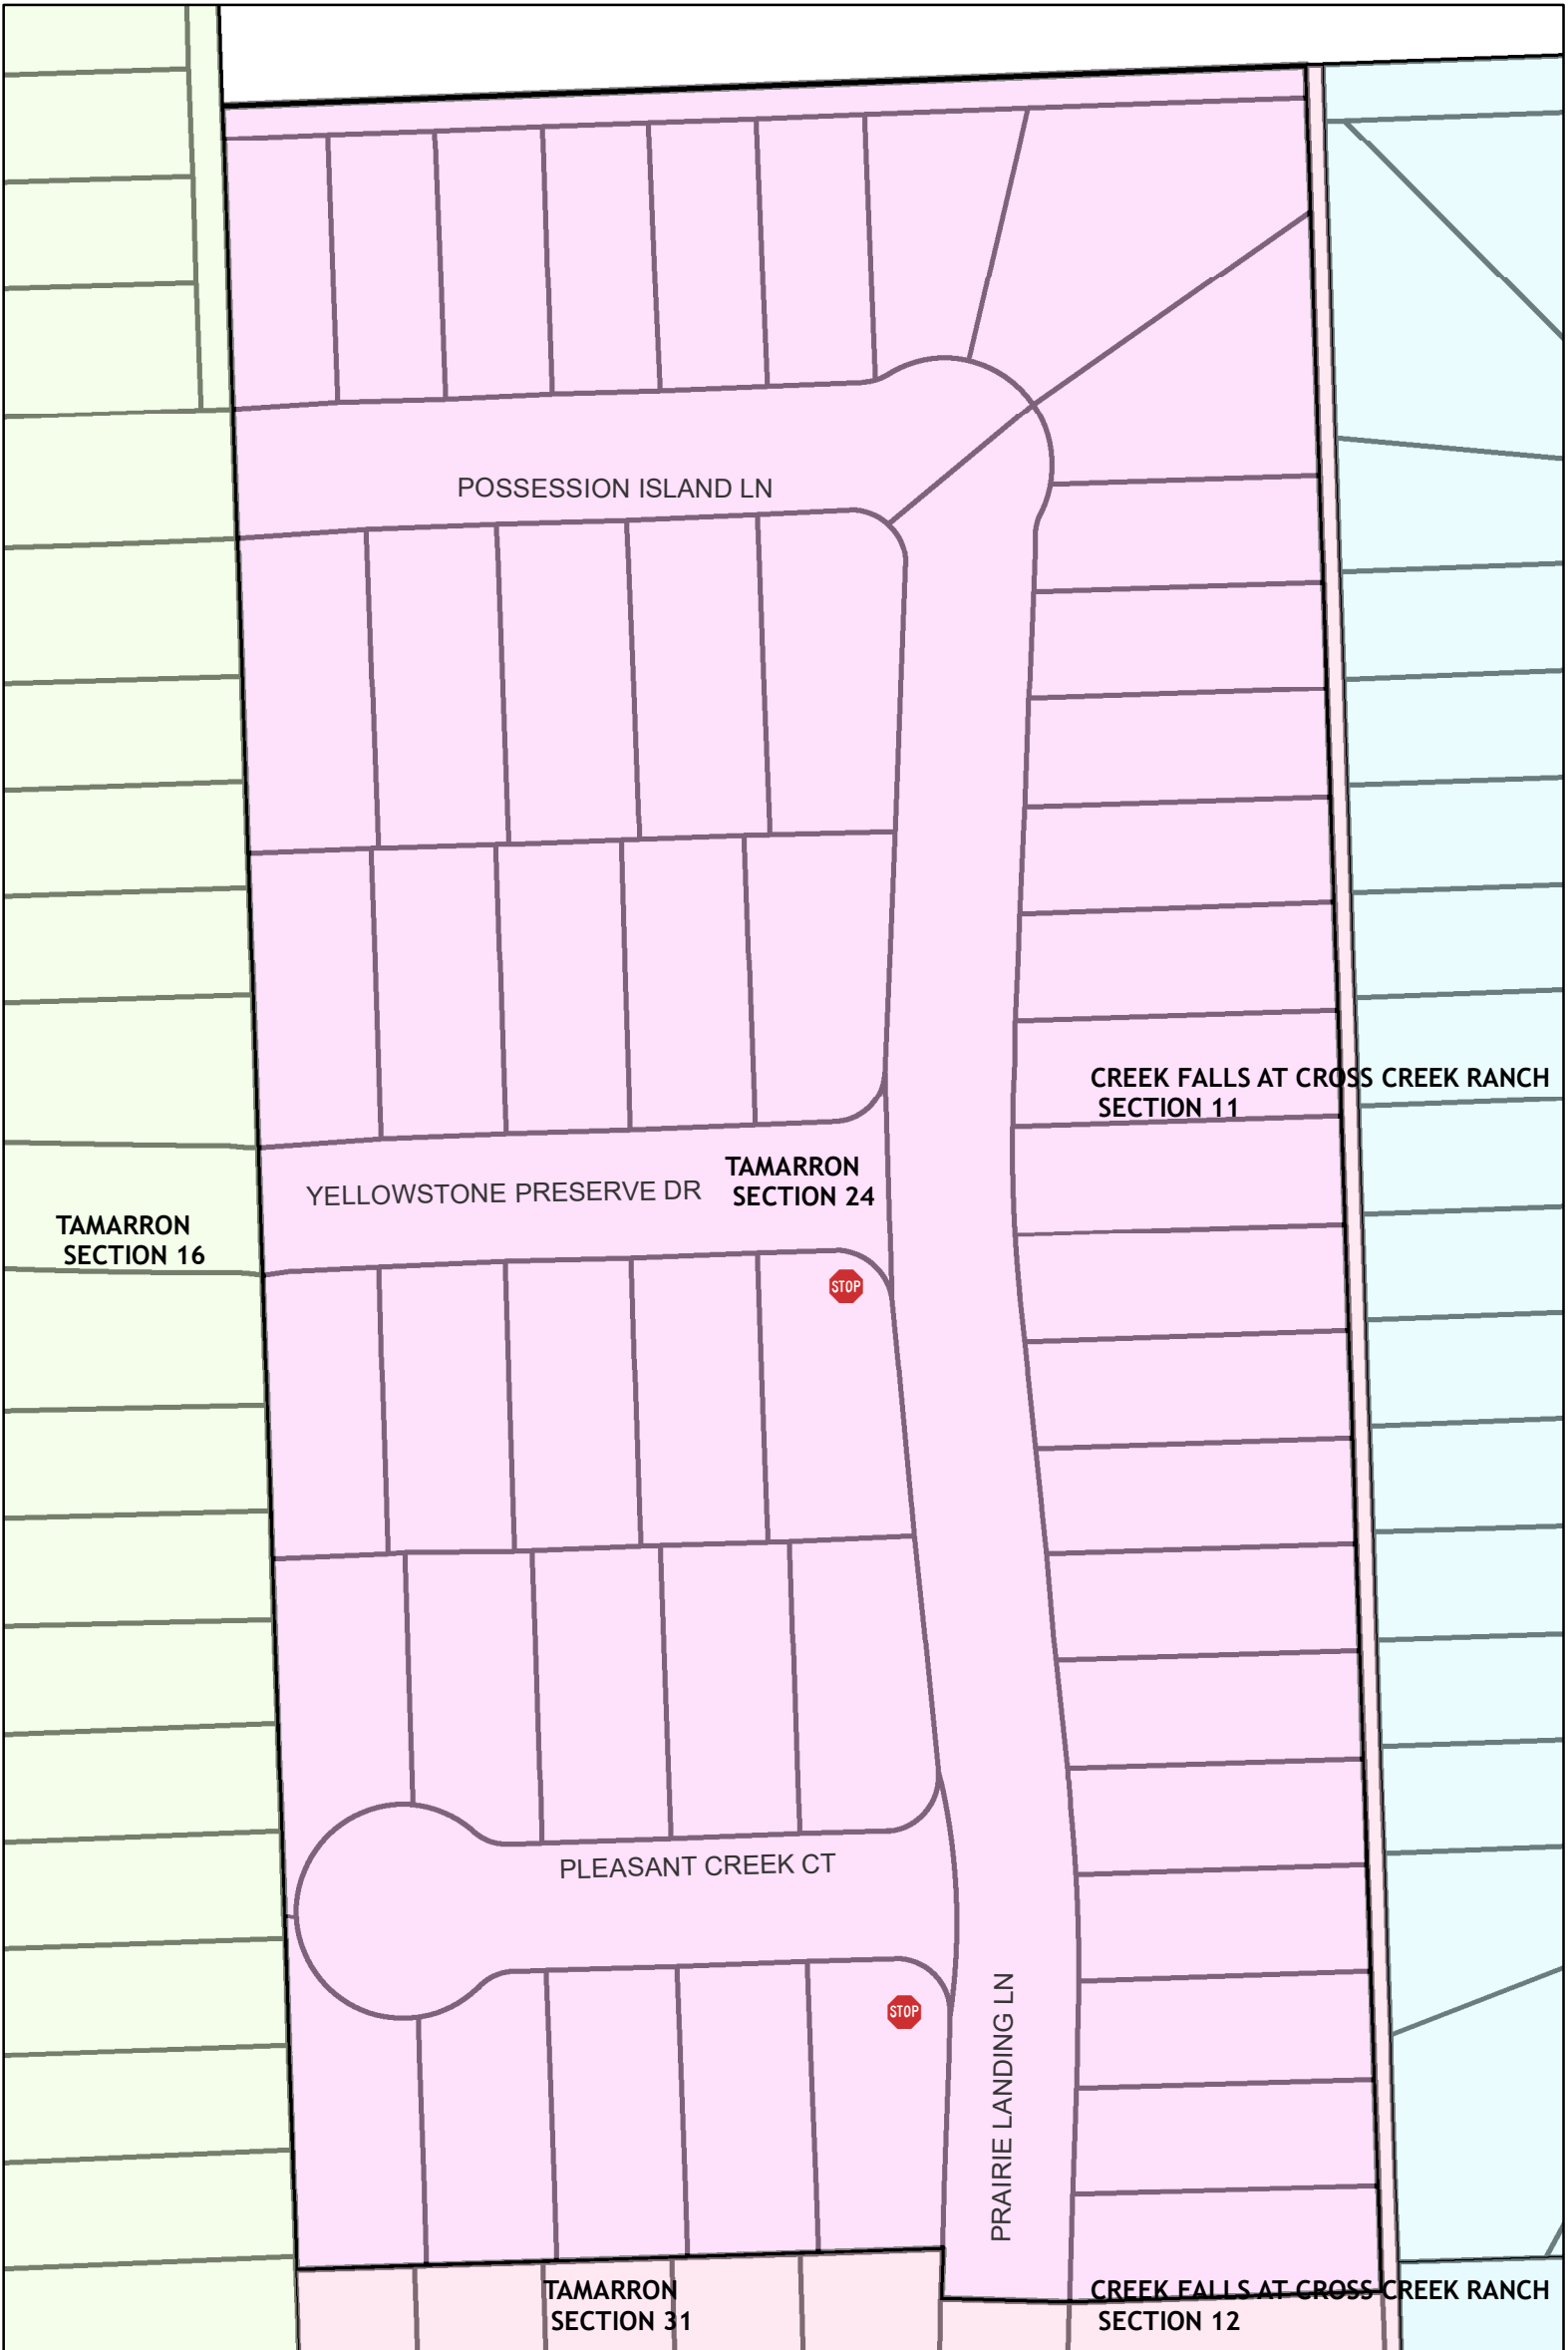 POSSESSION ISLAND LN
CREEK FALLS AT CROSS CREEK RANCH
SECTION 11
TAMARRON
SECTION 24
YELLOWSTONE PRESERVE DR
TAMARRON
SECTION 16
STOP
PLEASANT CREEK CT
STOP
PRAIRIE LANDING LN
TAMARRON
SECTION 31
CREEK FALLS AT CROSS CREEK RANCH
SECTION 12